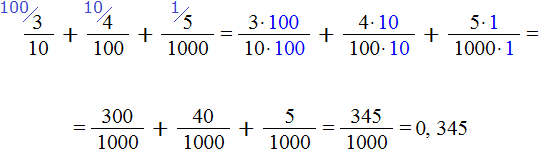 100/ 3/10 + 10/ 4/100 + 1/ 5/1000 = 3·100/10·100 + 4·10/100·10 + 5·1/1000·1 =
= 300/1000 + 40/1000 + 5/1000 = 345/1000 = 0, 345